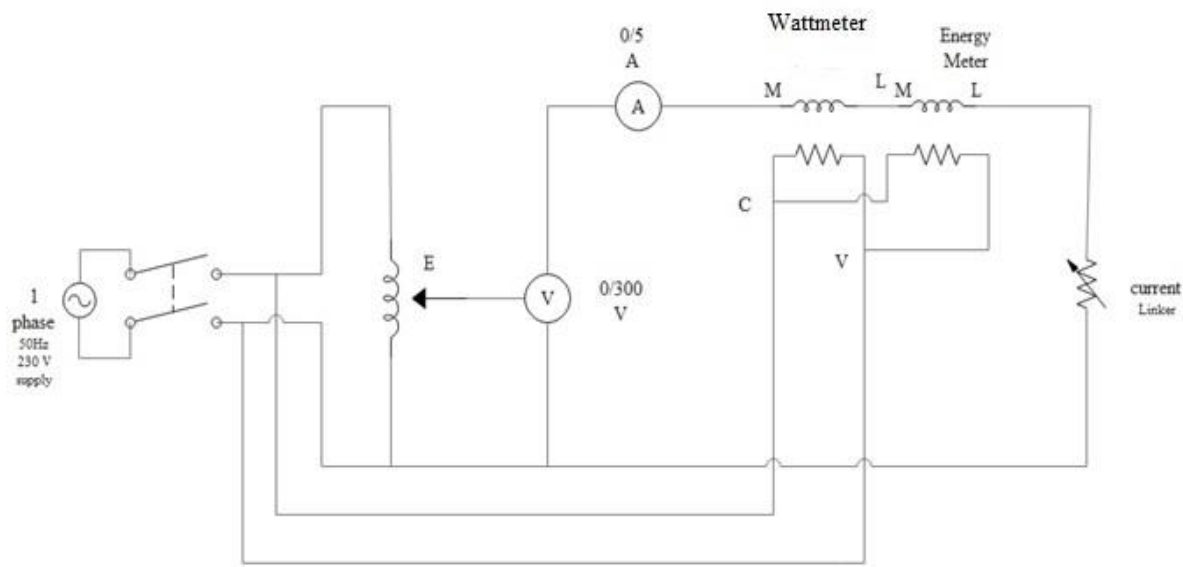 Wattmeter
0/5
A
Energy
Meter
A
M
L
M
L
C
V
E
V
0/300
V
1
phase
50Hz
230 V
supply
current
Linker